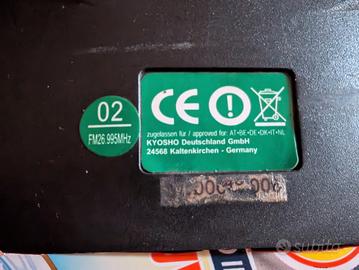 02
FM26.995MHz
CE
zugelassen für / approved for: AT•BE•DE•DK•IT•NL
KYOSHO Deutschland GmbH
24568 Kaltenkirchen - Germany
subito